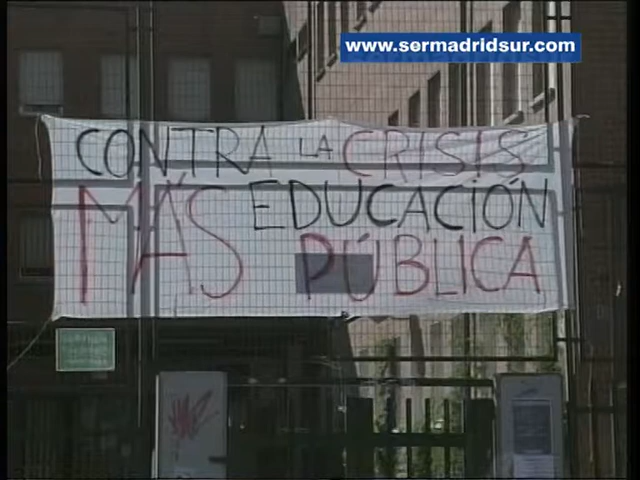 www.sermadridsur.com
CONTRA LA CRISIS
MÁS EDUCACIÓN
PÚBLICA